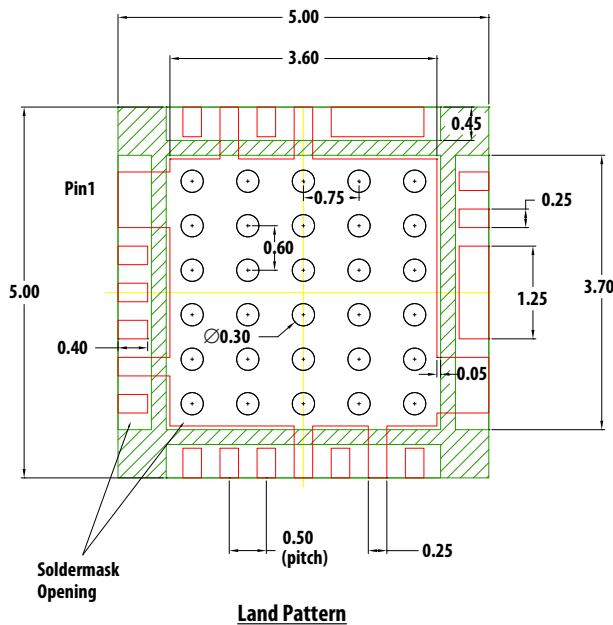 5.00
3.60
0.45
Pin1
0.75
0.25
0.60
5.00
1.25
3.70
Ø0.30
0.40
0.05
0.50
(pitch)
0.25
Soldermask
Opening
Land Pattern